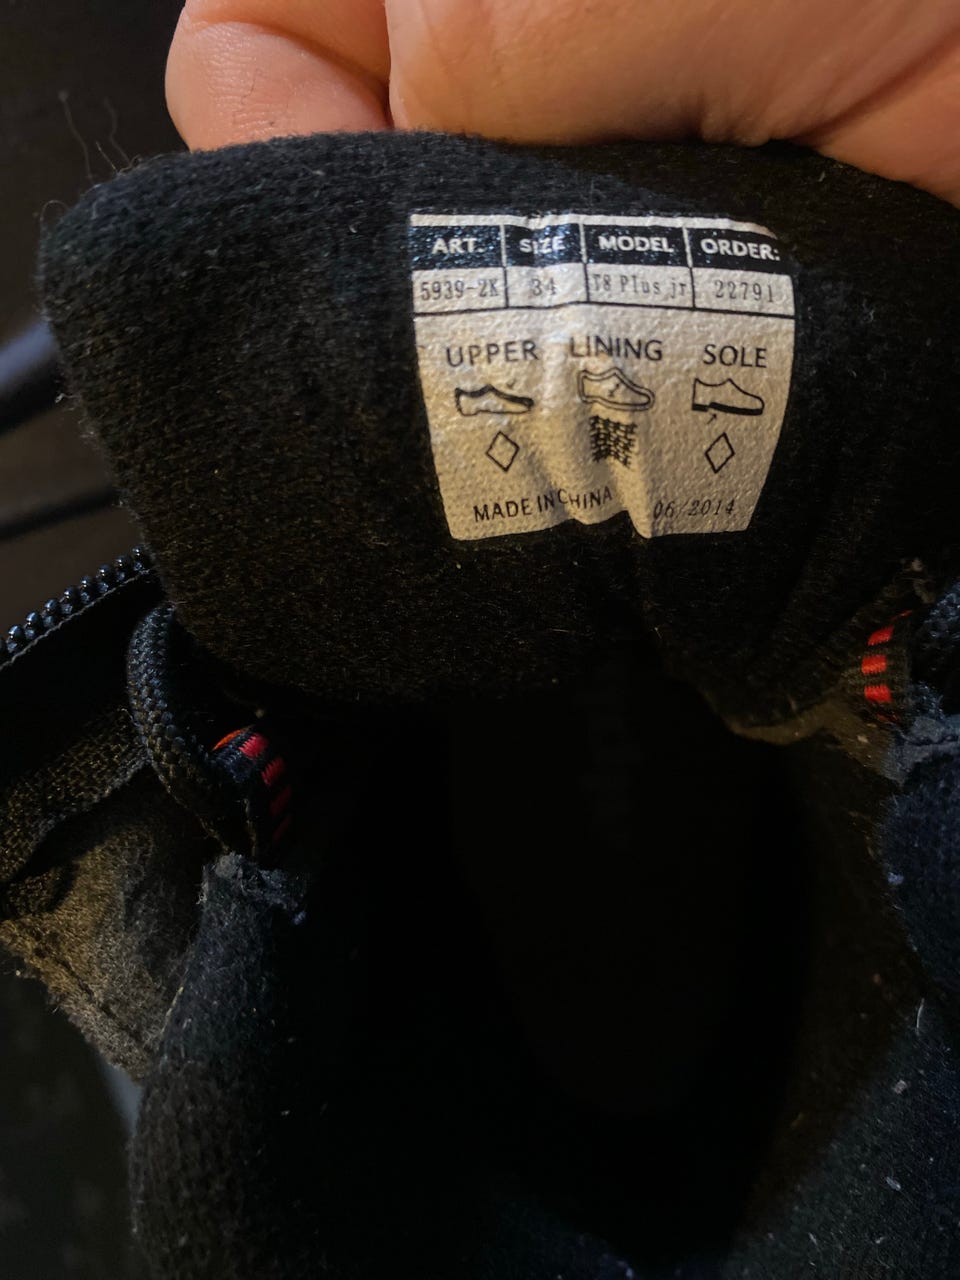 ART. SIZE MODEL ORDER:
5939-2K 34 T8 Plus jr 22791
UPPER LINING SOLE
MADE IN CHINA 06/2014